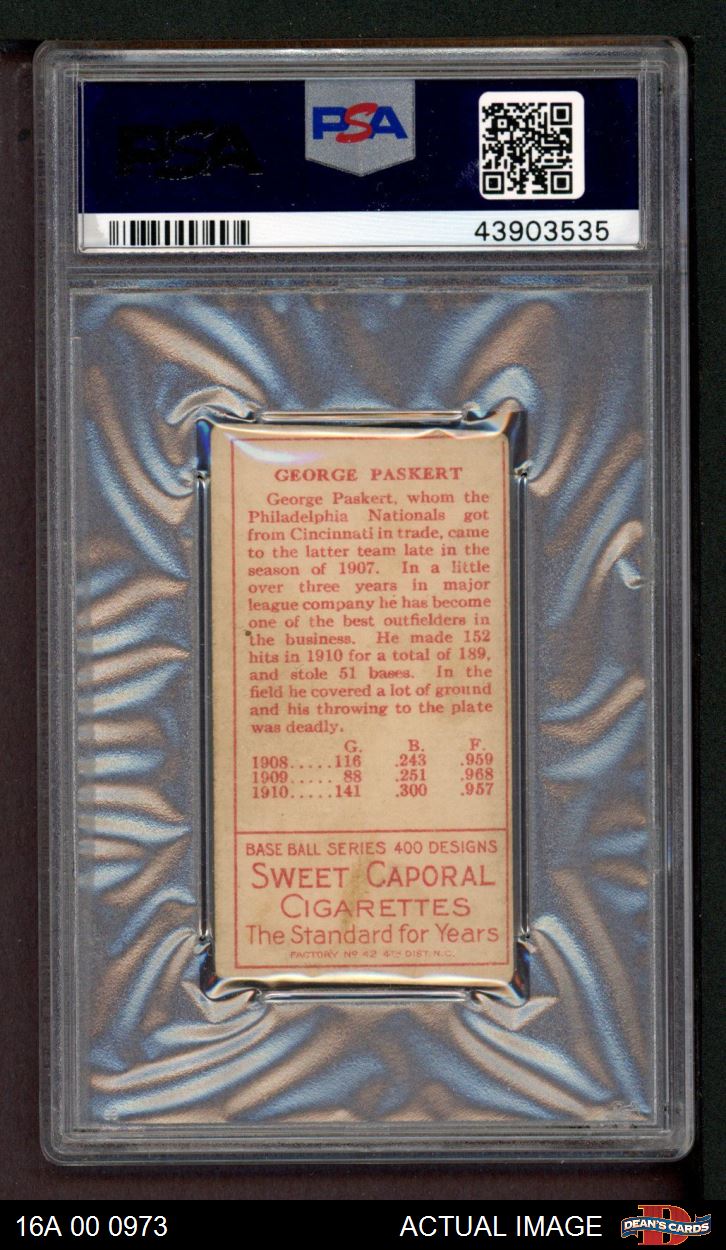 PSA
PSA
43903535
GEORGE PASKERT
George Paskert, whom the
Philadelphia Nationals got
from Cincinnati in trade, came
to the latter team late in the
season of 1907. In a little
over three years in major
league company he has become
one of the best outfielders in
the business. He made 152
hits in 1910 for a total of 189,
and stole 51 bases. In the
field he covered a lot of ground
and his throwing to the plate
was deadly.
G. B. F.
1908.....116 .243 .959
1909.....88 .251 .968
1910.....141 .300 .957
BASE BALL SERIES 400 DESIGNS
SWEET CAPORAL
CIGARETTES
The Standard for Years
FACTORY Nº 42 4TH DIST. N.C.
16A 00 0973 ACTUAL IMAGE DEAN'S CARDS